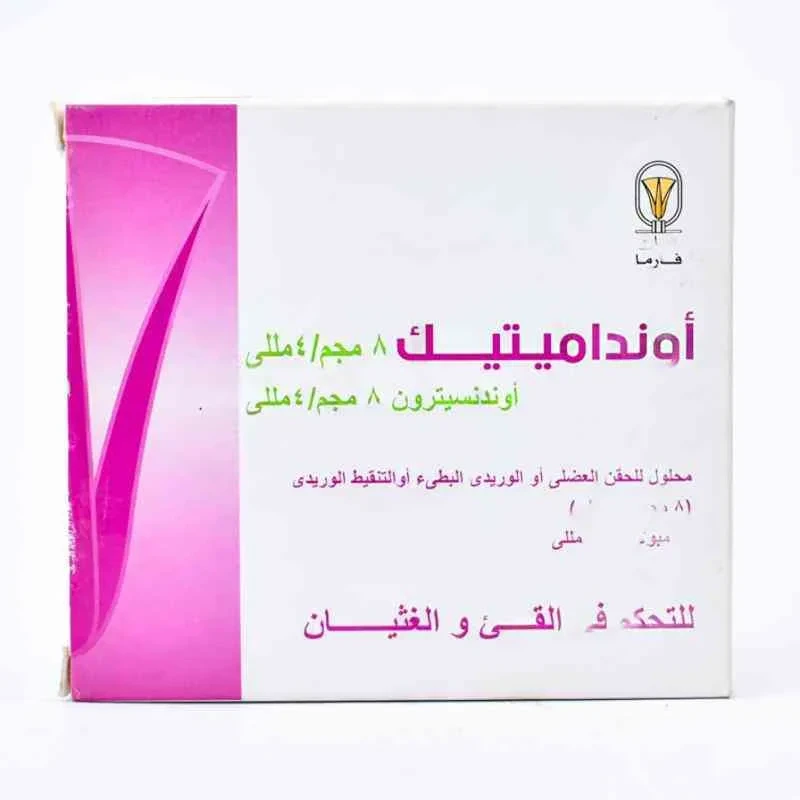 فارما
أونداميتيك ٨ مجم/٤مللى
أوندنسيترون ٨ مجم/٤مللى
محلول للحقن العضلى أو الوريدى البطىء أوالتنقيط الوريدى
(٨ )
مللى
للتحكم فى القئ و الغثيان